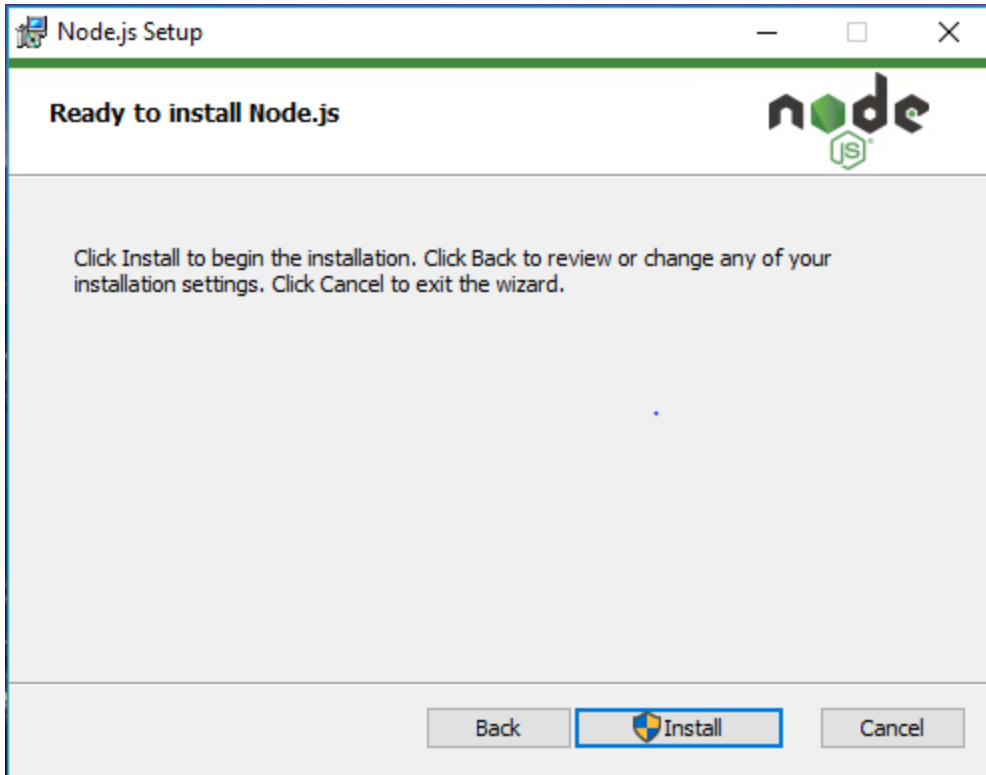 Node.js Setup
Ready to install Node.js
node
JS
Click Install to begin the installation. Click Back to review or change any of your
installation settings. Click Cancel to exit the wizard.
Back
Install
Cancel